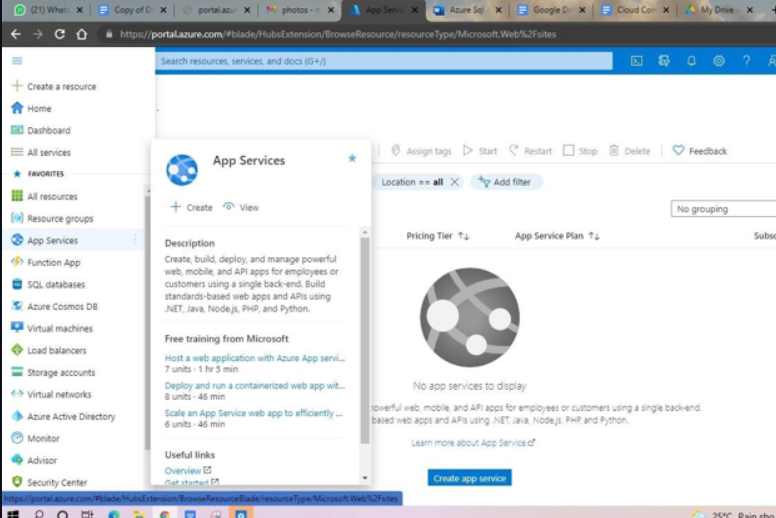 (21) Whats
Copy of D
portal.azu
photos -
App Servic
Azure Sql
Google Do
Cloud Con
My Drive
https://portal.azure.com/#blade/HubsExtension/BrowseResource/resourceType/Microsoft.Web%2Fsites
Search resources, services, and docs (G+/)
Create a resource
Home
Dashboard
All services
FAVORITES
All resources
Resource groups
App Services
Function App
SQL databases
Azure Cosmos DB
Virtual machines
Load balancers
Storage accounts
Virtual networks
Azure Active Directory
Monitor
Advisor
Security Center
App Services
Create View
Description
Create, build, deploy, and manage powerful
web, mobile, and API apps for employees or
customers using a single back-end. Build
standards-based web apps and APIs using
.NET, Java, Node.js, PHP, and Python.
Free training from Microsoft
Host a web application with Azure App servi...
7 units · 1 hr 5 min
Deploy and run a containerized web app wit...
8 units · 46 min
Scale an App Service web app to efficiently ...
6 units · 46 min
Useful links
Overview
Get started
Assign tags Start Restart Stop Delete Feedback
Location == all Add filter
No grouping
Pricing Tier App Service Plan Subsc
No app services to display
powerful web, mobile, and API apps for employees or customers using a single back-end.
based web apps and APIs using .NET, Java, Node.js, PHP, and Python.
Learn more about App Service
Create app service
https://portal.azure.com/#blade/HubsExtension/BrowseResourceBlade/resourceType/Microsoft.Web%2Fsites
25°C Rain sho